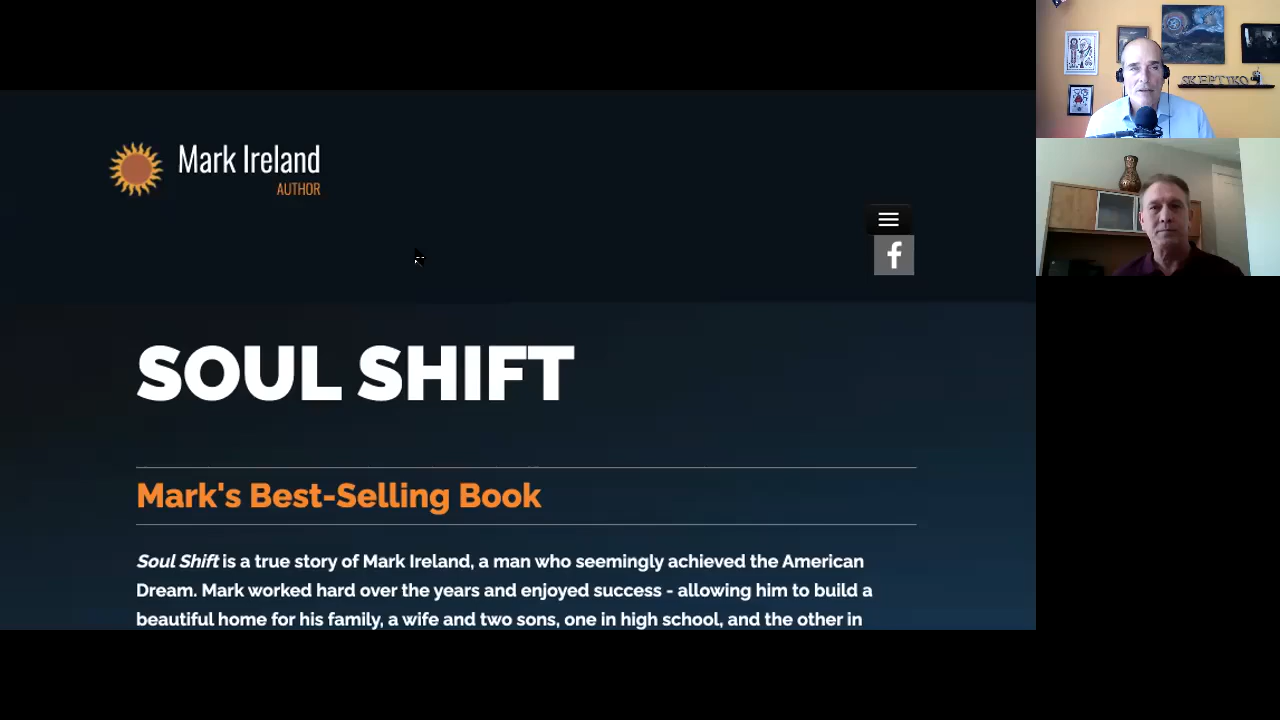 Mark Ireland
AUTHOR
SKEPTIKO
f
SOUL SHIFT
Mark's Best-Selling Book
Soul Shift is a true story of Mark Ireland, a man who seemingly achieved the American
Dream. Mark worked hard over the years and enjoyed success - allowing him to build a
beautiful home for his family, a wife and two sons, one in high school, and the other in